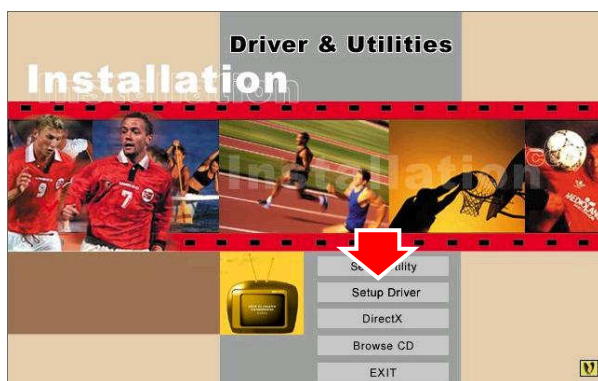 Driver & Utilities
Installation
Installation
9
7
C
Setup Driver
DirectX
Browse CD
EXIT